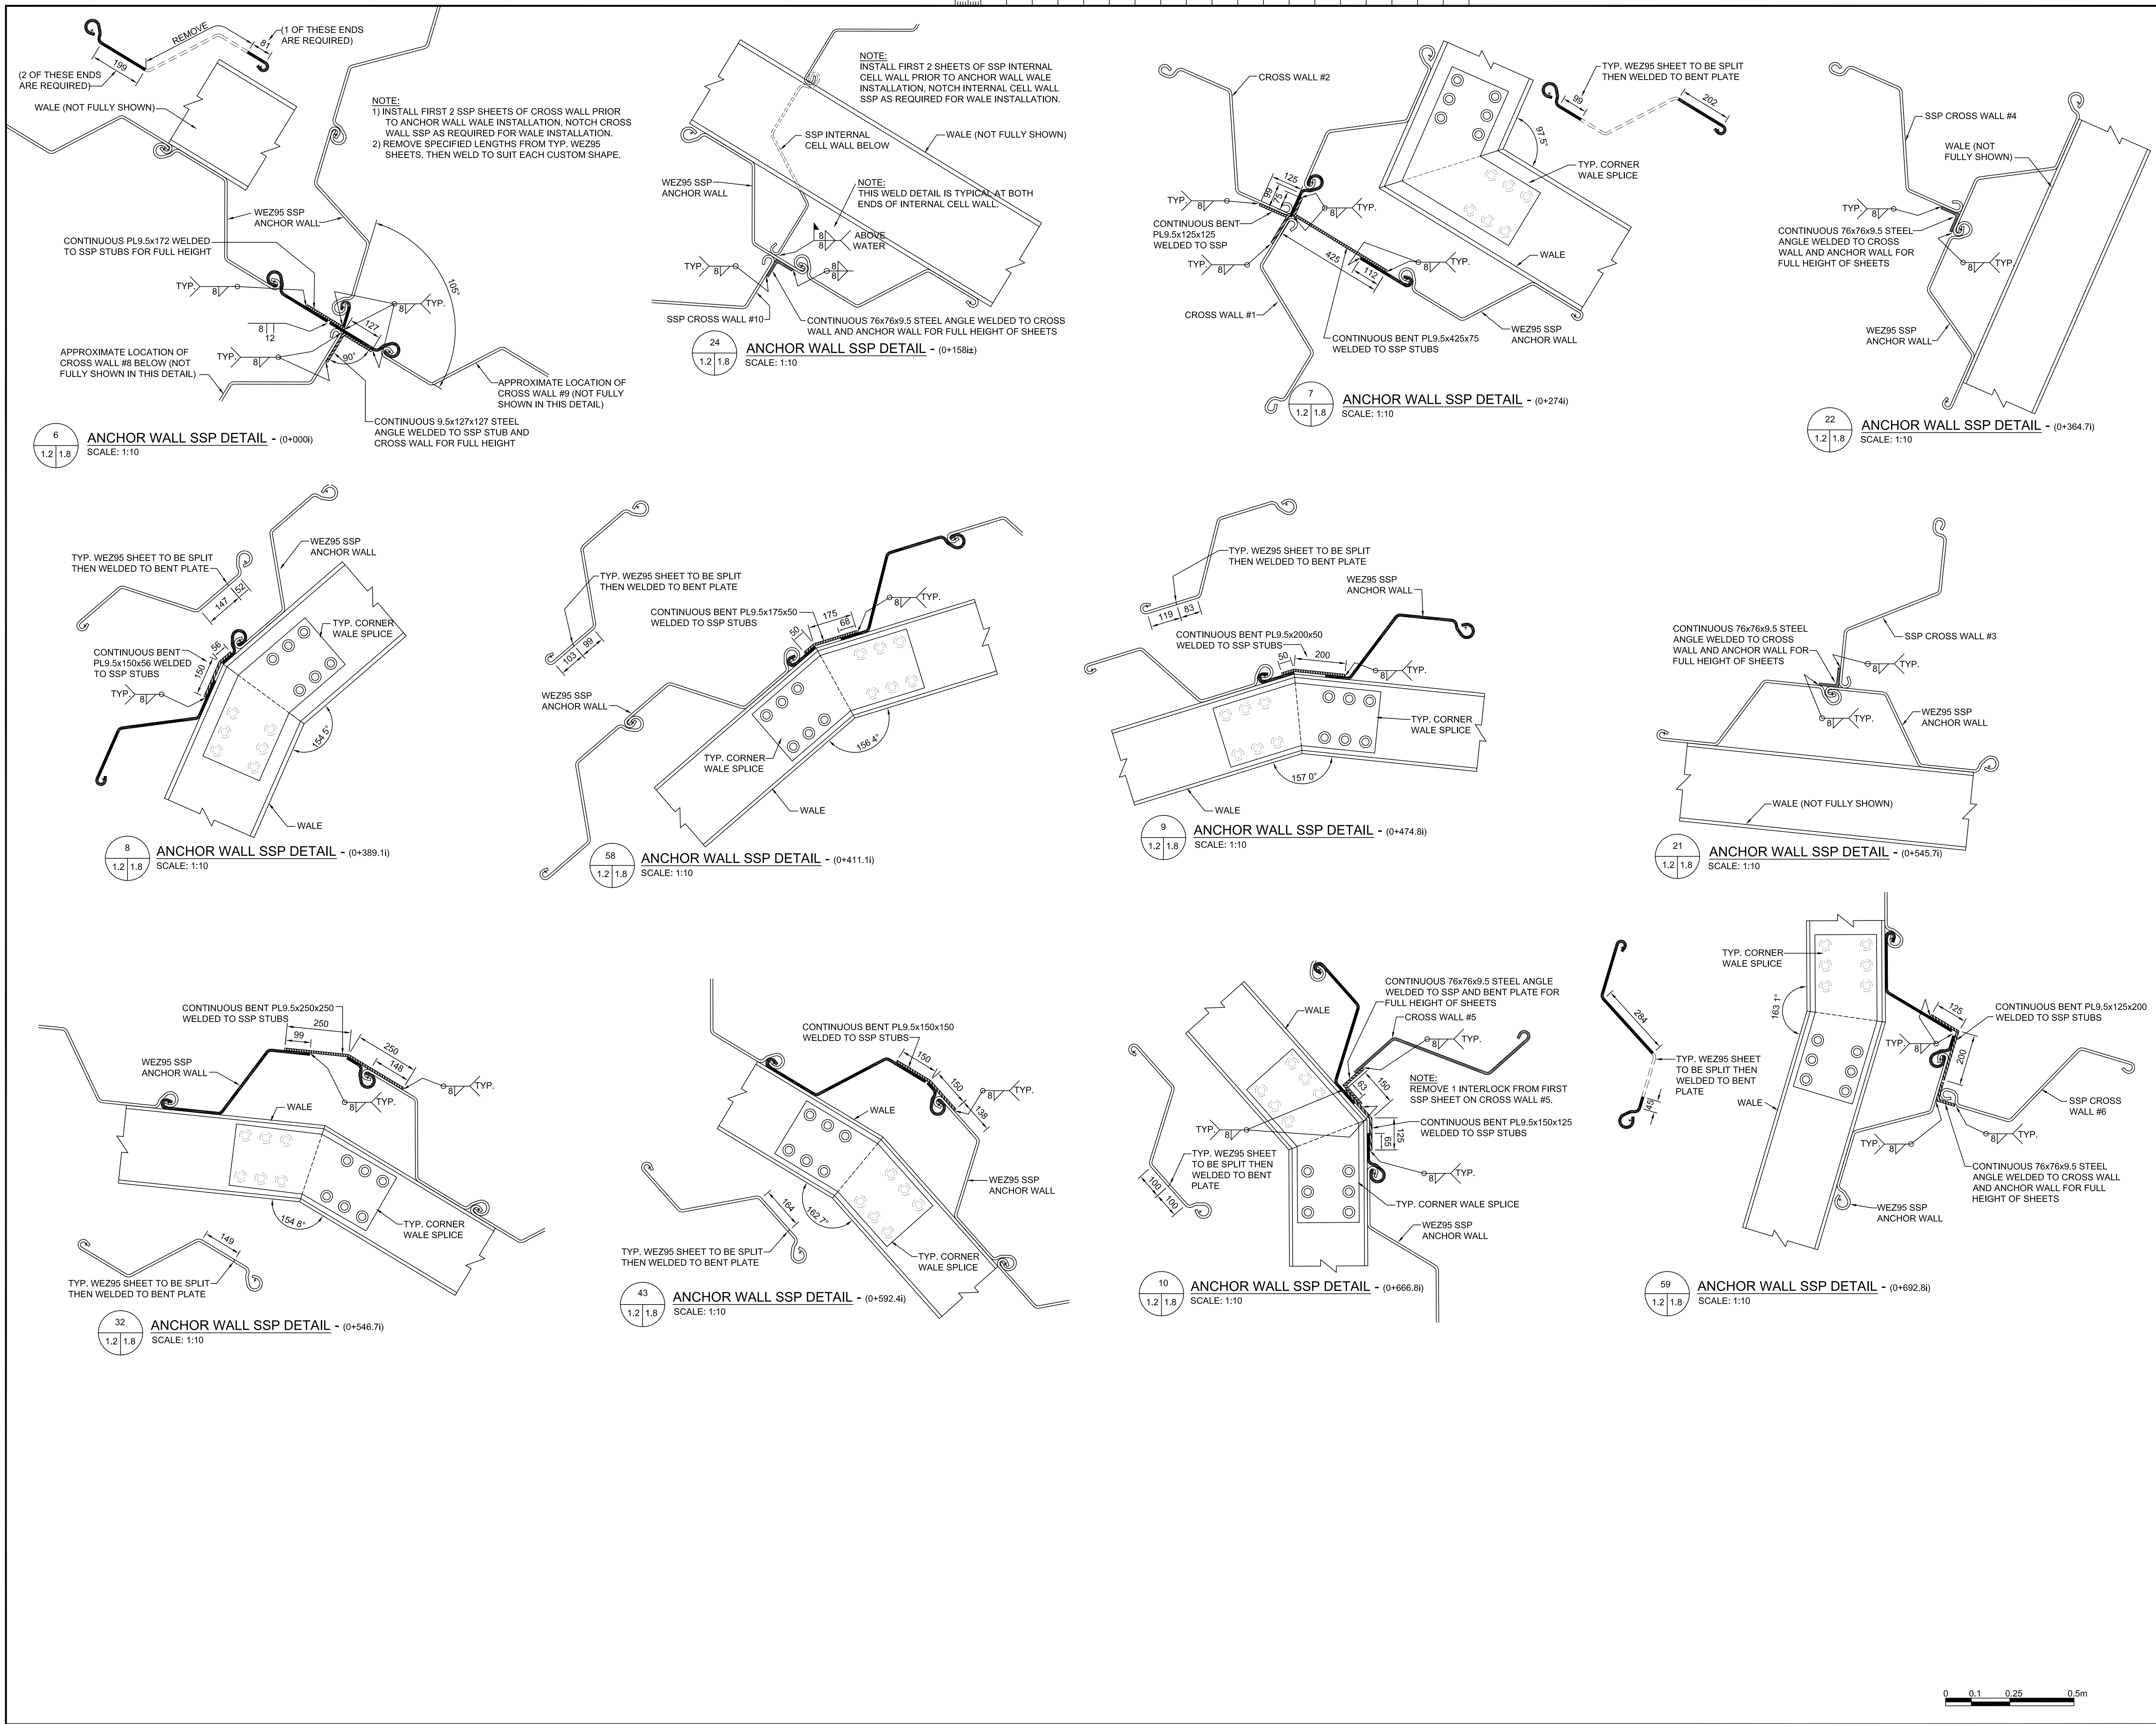 REMOVE
81
(1 OF THESE ENDS
ARE REQUIRED)
199
(2 OF THESE ENDS
ARE REQUIRED)
WALE (NOT FULLY SHOWN)
NOTE:
1) INSTALL FIRST 2 SSP SHEETS OF CROSS WALL PRIOR
TO ANCHOR WALL WALE INSTALLATION, NOTCH CROSS
WALL SSP AS REQUIRED FOR WALE INSTALLATION.
2) REMOVE SPECIFIED LENGTHS FROM TYP. WEZ95
SHEETS, THEN WELD TO SUIT EACH CUSTOM SHAPE.
WEZ95 SSP
ANCHOR WALL
CONTINUOUS PL9.5x172 WELDED
TO SSP STUBS FOR FULL HEIGHT
TYP.
8
8
TYP.
105°
127
8
12
TYP.
8
90°
APPROXIMATE LOCATION OF
CROSS WALL #8 BELOW (NOT
FULLY SHOWN IN THIS DETAIL)
APPROXIMATE LOCATION OF
CROSS WALL #9 (NOT FULLY
SHOWN IN THIS DETAIL)
CONTINUOUS 9.5x127x127 STEEL
ANGLE WELDED TO SSP STUB AND
CROSS WALL FOR FULL HEIGHT
6
1.2 1.8
ANCHOR WALL SSP DETAIL - (0+000i)
SCALE: 1:10
NOTE:
INSTALL FIRST 2 SHEETS OF SSP INTERNAL
CELL WALL PRIOR TO ANCHOR WALL WALE
INSTALLATION, NOTCH INTERNAL CELL WALL
SSP AS REQUIRED FOR WALE INSTALLATION.
SSP INTERNAL
CELL WALL BELOW
WALE (NOT FULLY SHOWN)
WEZ95 SSP
ANCHOR WALL
NOTE:
THIS WELD DETAIL IS TYPICAL AT BOTH
ENDS OF INTERNAL CELL WALL.
8
8
ABOVE
WATER
TYP.
8
8
8
SSP CROSS WALL #10
CONTINUOUS 76x76x9.5 STEEL ANGLE WELDED TO CROSS
WALL AND ANCHOR WALL FOR FULL HEIGHT OF SHEETS
24
1.2 1.8
ANCHOR WALL SSP DETAIL - (0+158i±)
SCALE: 1:10
CROSS WALL #2
TYP. WEZ95 SHEET TO BE SPLIT
THEN WELDED TO BENT PLATE
99
202
97.5°
TYP. CORNER
WALE SPLICE
125
99
75
TYP.
8
8
TYP.
CONTINUOUS BENT
PL9.5x125x125
WELDED TO SSP
TYP.
8
425
112
8
TYP.
WALE
CROSS WALL #1
CONTINUOUS BENT PL9.5x425x75
WELDED TO SSP STUBS
WEZ95 SSP
ANCHOR WALL
7
1.2 1.8
ANCHOR WALL SSP DETAIL - (0+274i)
SCALE: 1:10
SSP CROSS WALL #4
WALE (NOT
FULLY SHOWN)
TYP.
8
CONTINUOUS 76x76x9.5 STEEL
ANGLE WELDED TO CROSS
WALL AND ANCHOR WALL FOR
FULL HEIGHT OF SHEETS
8
TYP.
WEZ95 SSP
ANCHOR WALL
22
1.2 1.8
ANCHOR WALL SSP DETAIL - (0+364.7i)
SCALE: 1:10
WEZ95 SSP
ANCHOR WALL
TYP. WEZ95 SHEET TO BE SPLIT
THEN WELDED TO BENT PLATE
147
52
TYP. CORNER
WALE SPLICE
CONTINUOUS BENT
PL9.5x150x56 WELDED
TO SSP STUBS
56
150
TYP.
8
154.5°
WALE
8
1.2 1.8
ANCHOR WALL SSP DETAIL - (0+389.1i)
SCALE: 1:10
TYP. WEZ95 SHEET TO BE SPLIT
THEN WELDED TO BENT PLATE
CONTINUOUS BENT PL9.5x175x50
WELDED TO SSP STUBS
175
68
50
8
TYP.
103
99
WEZ95 SSP
ANCHOR WALL
TYP. CORNER
WALE SPLICE
156.4°
WALE
58
1.2 1.8
ANCHOR WALL SSP DETAIL - (0+411.1i)
SCALE: 1:10
TYP. WEZ95 SHEET TO BE SPLIT
THEN WELDED TO BENT PLATE
WEZ95 SSP
ANCHOR WALL
119
83
CONTINUOUS BENT PL9.5x200x50
WELDED TO SSP STUBS
50
200
8
TYP.
TYP. CORNER
WALE SPLICE
157.0°
WALE
9
1.2 1.8
ANCHOR WALL SSP DETAIL - (0+474.8i)
SCALE: 1:10
CONTINUOUS 76x76x9.5 STEEL
ANGLE WELDED TO CROSS
WALL AND ANCHOR WALL FOR
FULL HEIGHT OF SHEETS
SSP CROSS WALL #3
8
TYP.
8
TYP.
WEZ95 SSP
ANCHOR WALL
WALE (NOT FULLY SHOWN)
21
1.2 1.8
ANCHOR WALL SSP DETAIL - (0+545.7i)
SCALE: 1:10
CONTINUOUS BENT PL9.5x250x250
WELDED TO SSP STUBS
250
99
250
148
WEZ95 SSP
ANCHOR WALL
8
TYP.
8
TYP.
WALE
154.8°
TYP. CORNER
WALE SPLICE
149
TYP. WEZ95 SHEET TO BE SPLIT
THEN WELDED TO BENT PLATE
32
1.2 1.8
ANCHOR WALL SSP DETAIL - (0+546.7i)
SCALE: 1:10
CONTINUOUS BENT PL9.5x150x150
WELDED TO SSP STUBS
150
150
138
8
TYP.
WALE
164
162.7°
WEZ95 SSP
ANCHOR WALL
TYP. WEZ95 SHEET TO BE SPLIT
THEN WELDED TO BENT PLATE
TYP. CORNER
WALE SPLICE
43
1.2 1.8
ANCHOR WALL SSP DETAIL - (0+592.4i)
SCALE: 1:10
CONTINUOUS 76x76x9.5 STEEL ANGLE
WELDED TO SSP AND BENT PLATE FOR
FULL HEIGHT OF SHEETS
WALE
CROSS WALL #5
8
TYP.
NOTE:
REMOVE 1 INTERLOCK FROM FIRST
SSP SHEET ON CROSS WALL #5.
150
63
CONTINUOUS BENT PL9.5x150x125
WELDED TO SSP STUBS
125
65
TYP.
8
TYP. WEZ95 SHEET
TO BE SPLIT THEN
WELDED TO BENT
PLATE
8
TYP.
100
100
TYP. CORNER WALE SPLICE
WEZ95 SSP
ANCHOR WALL
10
1.2 1.8
ANCHOR WALL SSP DETAIL - (0+666.8i)
SCALE: 1:10
TYP. CORNER
WALE SPLICE
163.1°
284
125
CONTINUOUS BENT PL9.5x125x200
WELDED TO SSP STUBS
TYP.
8
200
TYP. WEZ95 SHEET
TO BE SPLIT THEN
WELDED TO BENT
PLATE
45
WALE
SSP CROSS
WALL #6
TYP.
8
8
TYP.
CONTINUOUS 76x76x9.5 STEEL
ANGLE WELDED TO CROSS WALL
AND ANCHOR WALL FOR FULL
HEIGHT OF SHEETS
WEZ95 SSP
ANCHOR WALL
59
1.2 1.8
ANCHOR WALL SSP DETAIL - (0+692.8i)
SCALE: 1:10
0 0.1 0.25 0.5m